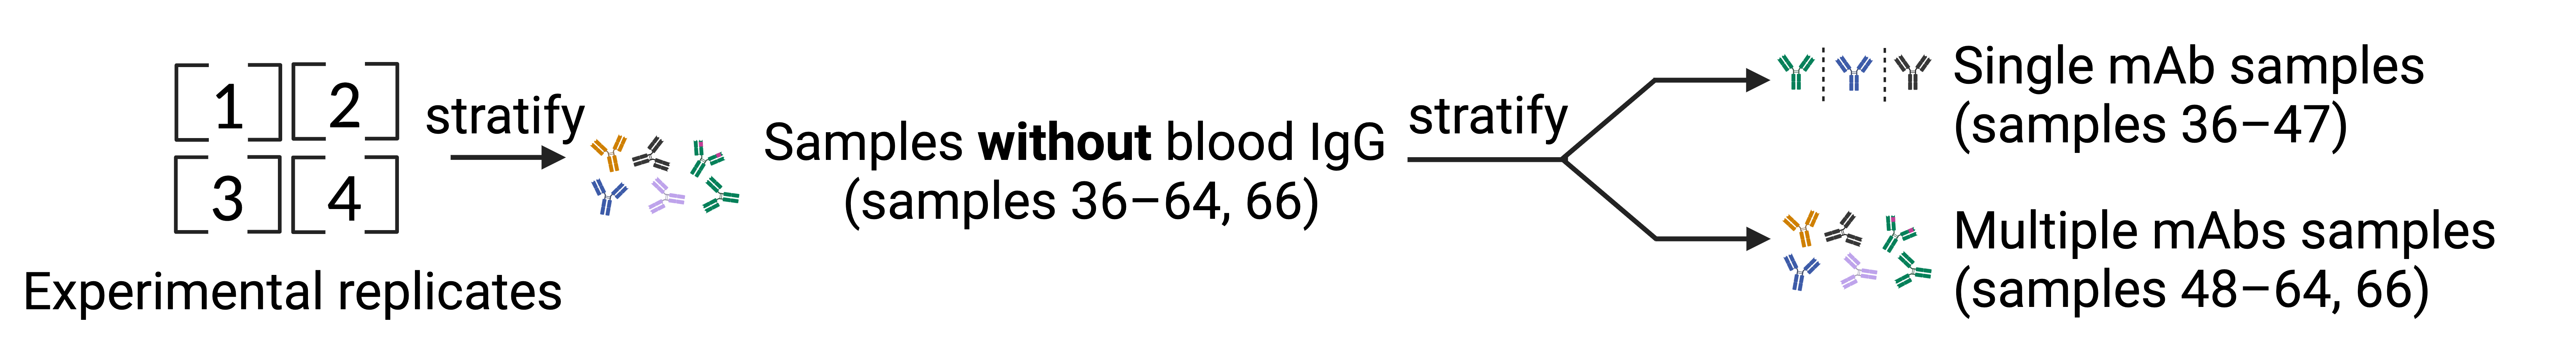 1 2
3 4
Experimental replicates
stratify
Samples without blood IgG
(samples 36–64, 66)
stratify
Single mAb samples
(samples 36–47)
Multiple mAbs samples
(samples 48–64, 66)